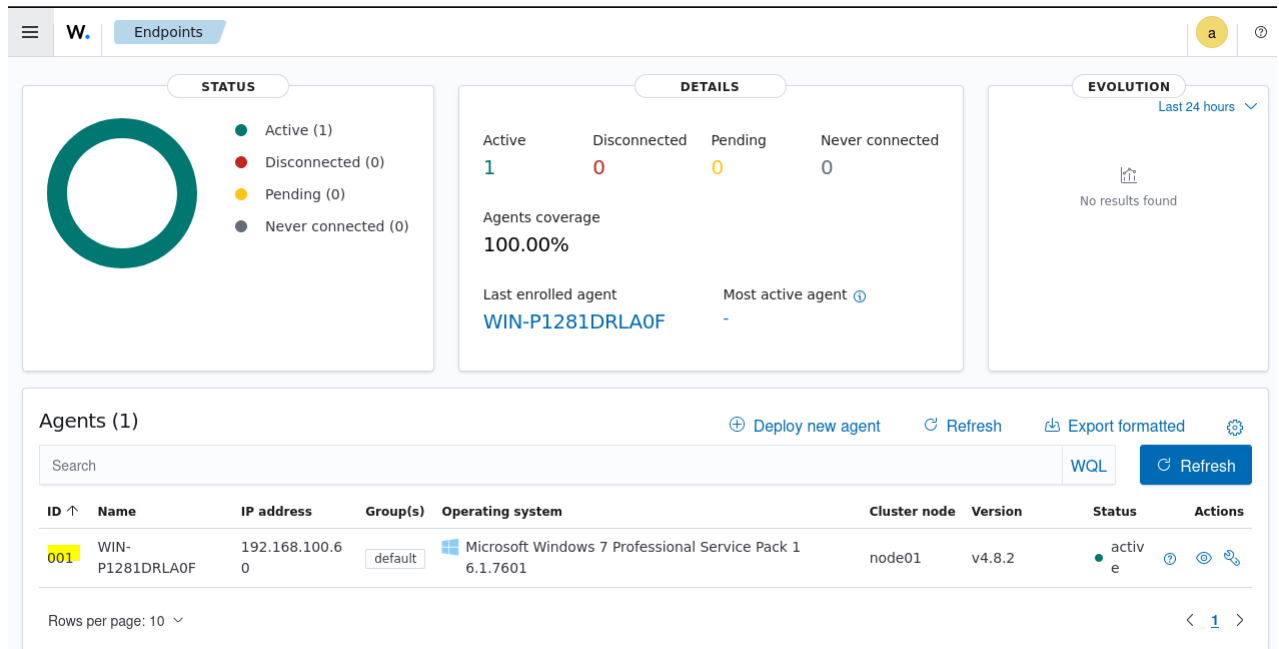 W. Endpoints a
STATUS
Active (1)
Disconnected (0)
Pending (0)
Never connected (0)
DETAILS
Active Disconnected Pending Never connected
1 0 0 0
Agents coverage
100.00%
Last enrolled agent Most active agent
WIN-P1281DRLA0F -
EVOLUTION
Last 24 hours
No results found
Agents (1) Deploy new agent Refresh Export formatted
Search WQL Refresh
ID Name IP address Group(s) Operating system Cluster node Version Status Actions
001 WIN-
P1281DRLA0F 192.168.100.6
0 default Microsoft Windows 7 Professional Service Pack 1
6.1.7601 node01 v4.8.2 activ
e
Rows per page: 10 1